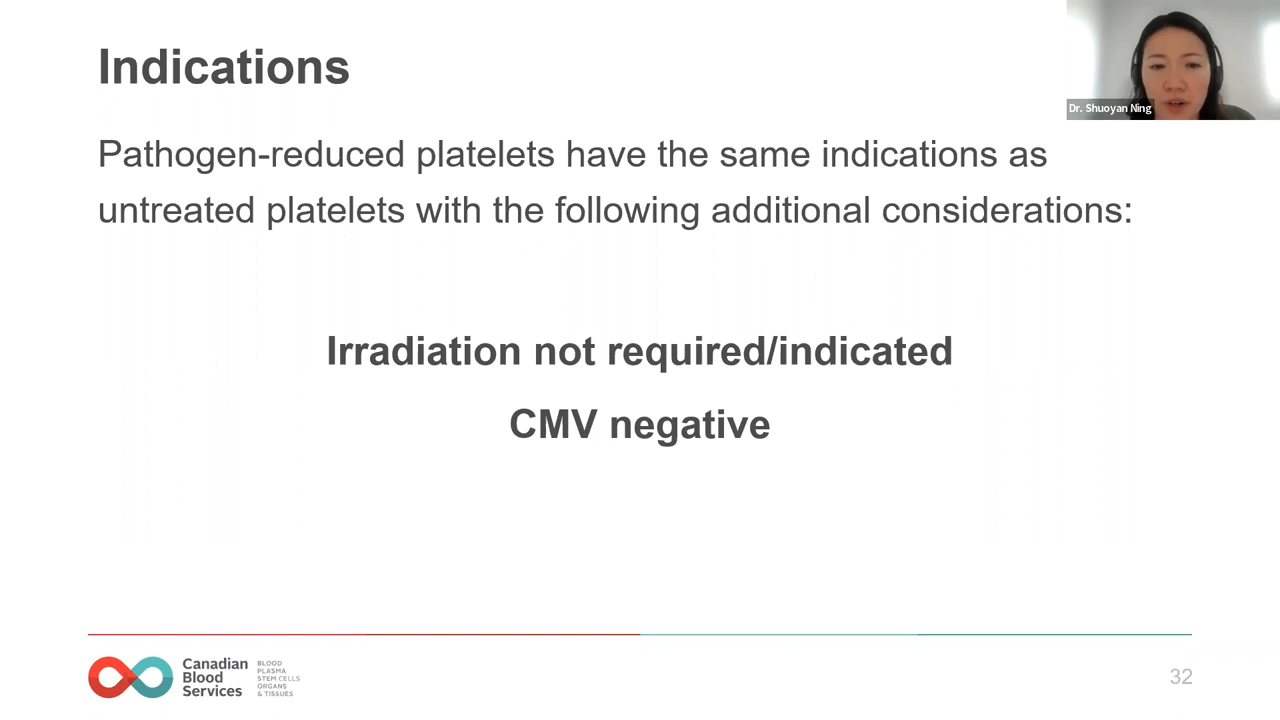 Indications
Dr. Shuoyan Ning
Pathogen-reduced platelets have the same indications as
untreated platelets with the following additional considerations:
Irradiation not required/indicated
CMV negative
Canadian
Blood
Services
BLOOD
PLASMA
STEM CELLS
ORGANS
& TISSUES
32